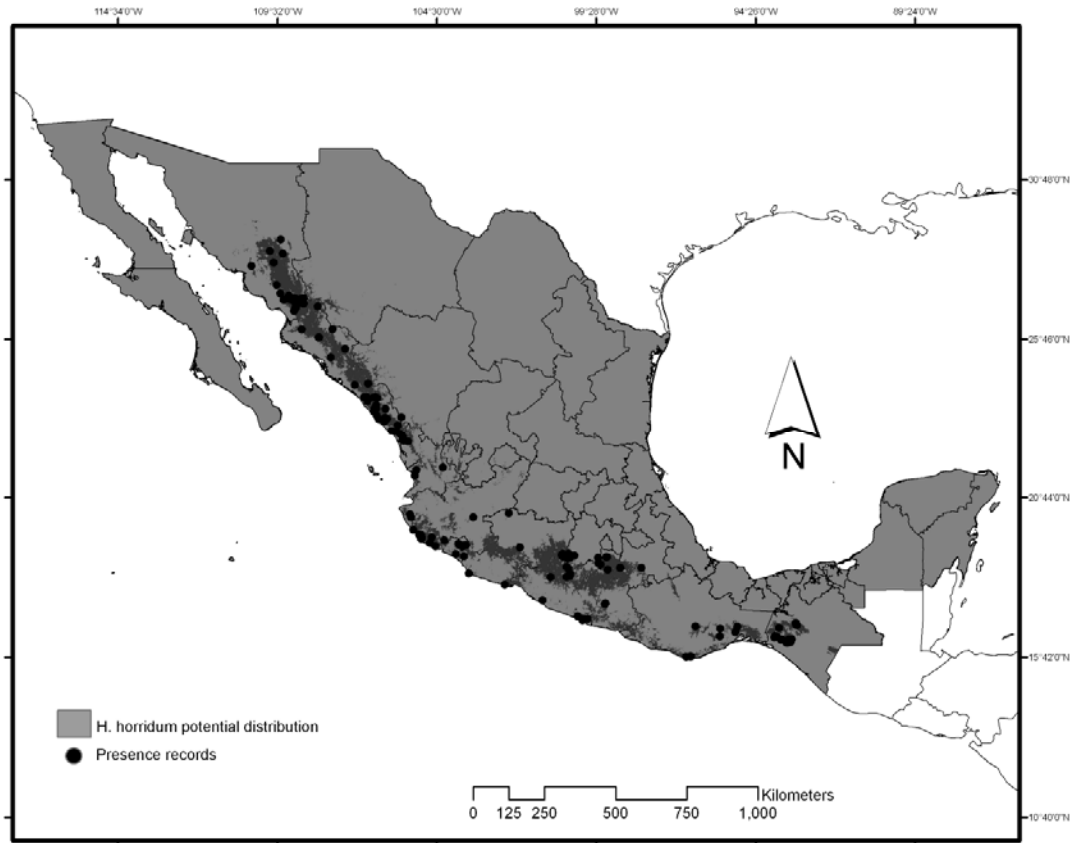 114°34'0"W 109°32'0"W 104°30'0"W 99°28'0"W 94°26'0"W 89°24'0"W
30°48'0"N
25°46'0"N
N
20°44'0"N
15°42'0"N
H. horridum potential distribution
Presence records
Kilometers
0 125 250 500 750 1,000
10°40'0"N